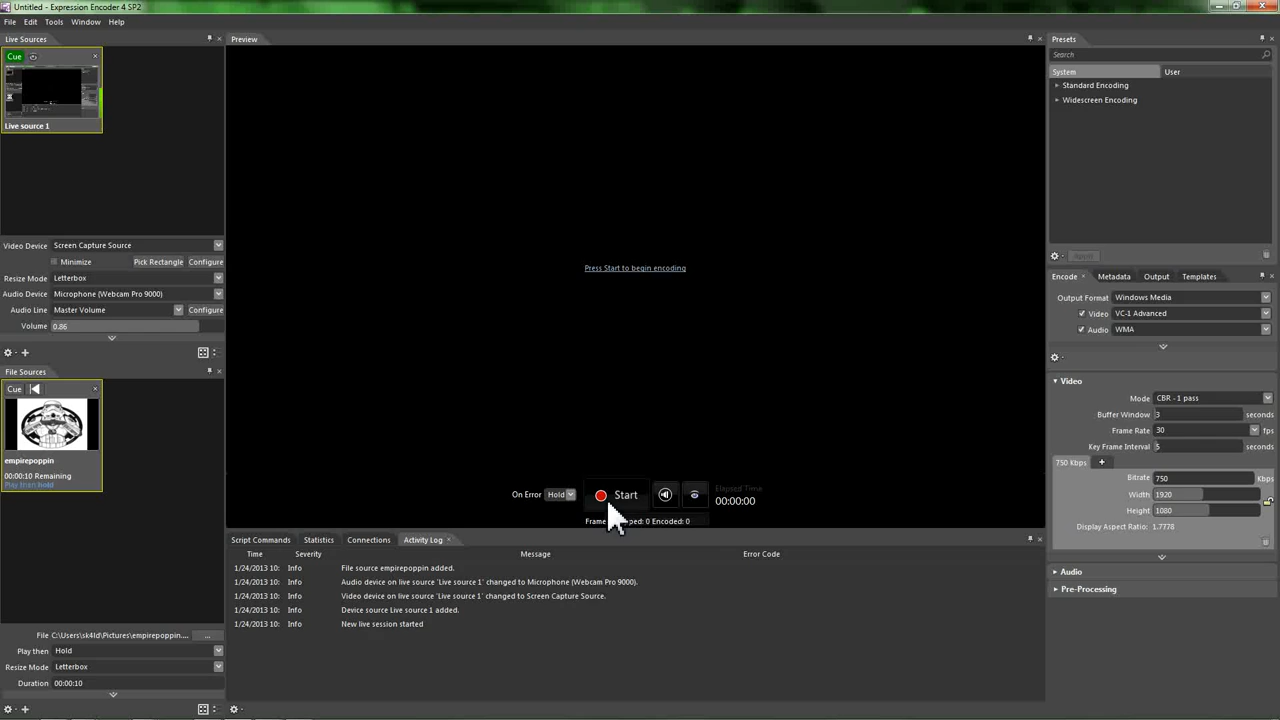 Untitled - Expression Encoder 4 SP2
File Edit Tools Window Help
Live Sources
Cue
Live source 1
Video Device Screen Capture Source
Minimize Pick Rectangle Configure
Resize Mode Letterbox
Audio Device Microphone (Webcam Pro 9000)
Audio Line Master Volume Configure
Volume 0.86
File Sources
Cue
empirepoppin
00:00:10 Remaining
Play then hold
File C:\Users\sk4ld\Pictures\empirepoppin.... ...
Play then Hold
Resize Mode Letterbox
Duration 00:00:10
Preview
Press Start to begin encoding
On Error Hold Start Elapsed Time
00:00:00
Frame ped: 0 Encoded: 0
Script Commands Statistics Connections Activity Log
Time Severity Message Error Code
1/24/2013 10: Info File source empirepoppin added.
1/24/2013 10: Info Audio device on live source 'Live source 1' changed to Microphone (Webcam Pro 9000).
1/24/2013 10: Info Video device on live source 'Live source 1' changed to Screen Capture Source.
1/24/2013 10: Info Device source Live source 1 added.
1/24/2013 10: Info New live session started
Presets
Search
System User
Standard Encoding
Widescreen Encoding
Apply
Encode Metadata Output Templates
Output Format Windows Media
Video VC-1 Advanced
Audio WMA
Video
Mode CBR - 1 pass
Buffer Window 3 seconds
Frame Rate 30 fps
Key Frame Interval 5 seconds
750 Kbps +
Bitrate 750 Kbps
Width 1920
Height 1080
Display Aspect Ratio: 1.7778
Audio
Pre-Processing